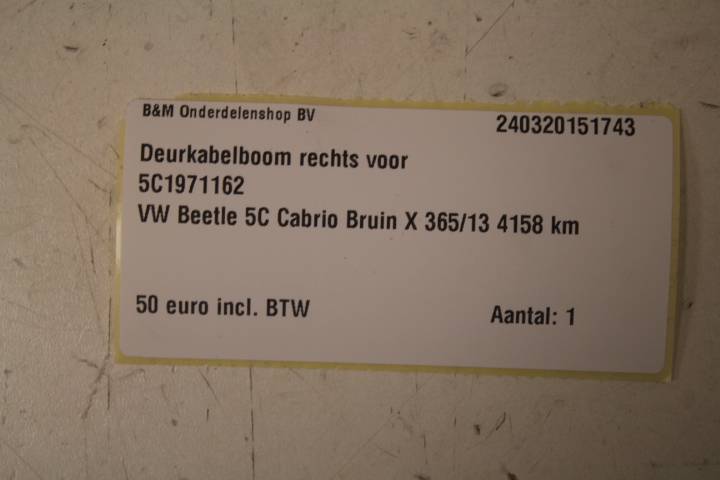 B&M Onderdelenshop BV
240320151743
Deurkabelboom rechts voor
5C1971162
VW Beetle 5C Cabrio Bruin X 365/13 4158 km
50 euro incl. BTW
Aantal: 1